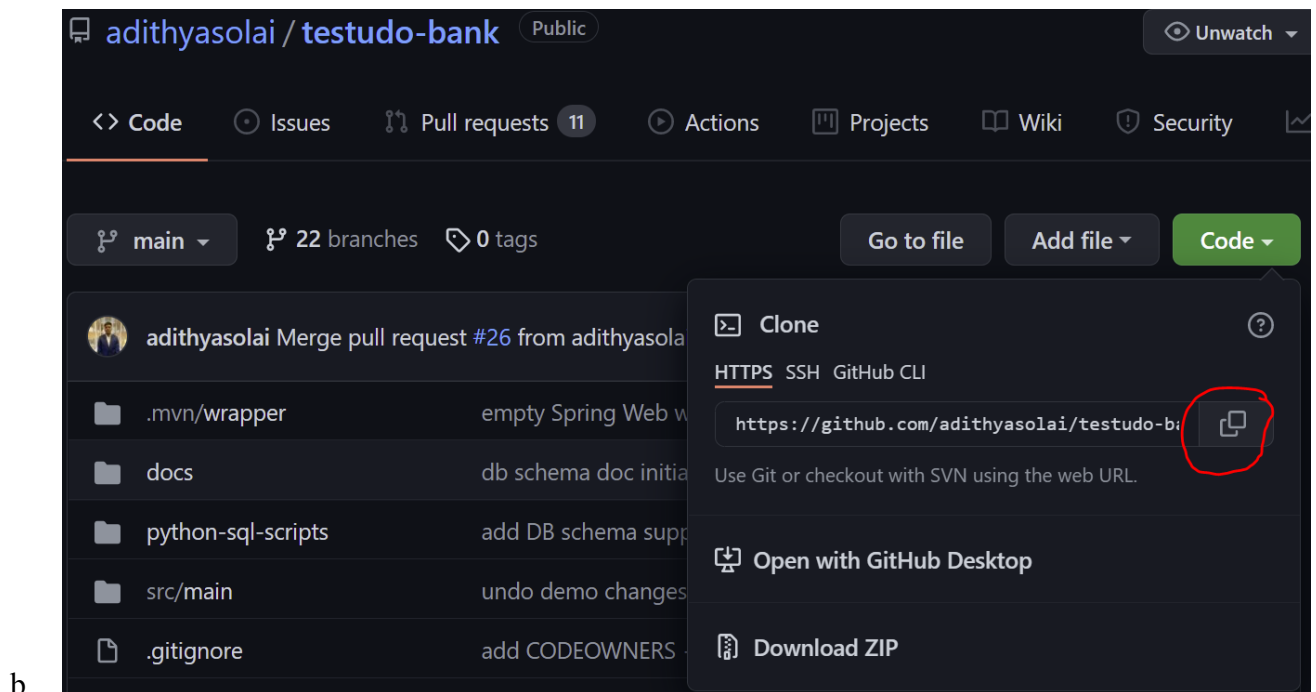 adithyasolai / testudo-bank Public Unwatch
Code Issues Pull requests 11 Actions Projects Wiki Security
main 22 branches 0 tags Go to file Add file Code
adithyasolai Merge pull request #26 from adithyasola
.mvn/wrapper empty Spring Web w
docs db schema doc initia
python-sql-scripts add DB schema supp
src/main undo demo changes
.gitignore add CODEOWNERS -
Clone
HTTPS SSH GitHub CLI
https://github.com/adithyasolai/testudo-ba
Use Git or checkout with SVN using the web URL.
Open with GitHub Desktop
Download ZIP
b